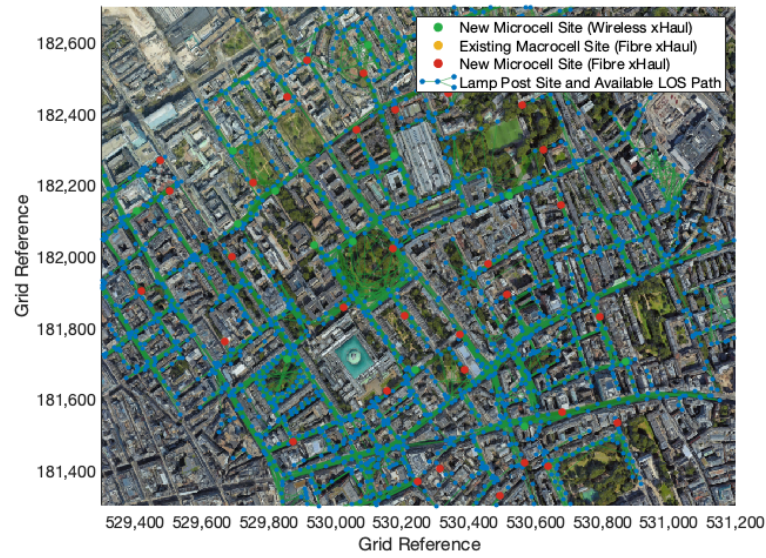 New Microcell Site (Wireless xHaul)
Existing Macrocell Site (Fibre xHaul)
New Microcell Site (Fibre xHaul)
Lamp Post Site and Available LOS Path
182,600
182,400
182,200
182,000
181,800
181,600
181,400
Grid Reference
529,400 529,600 529,800 530,000 530,200 530,400 530,600 530,800 531,000 531,200
Grid Reference